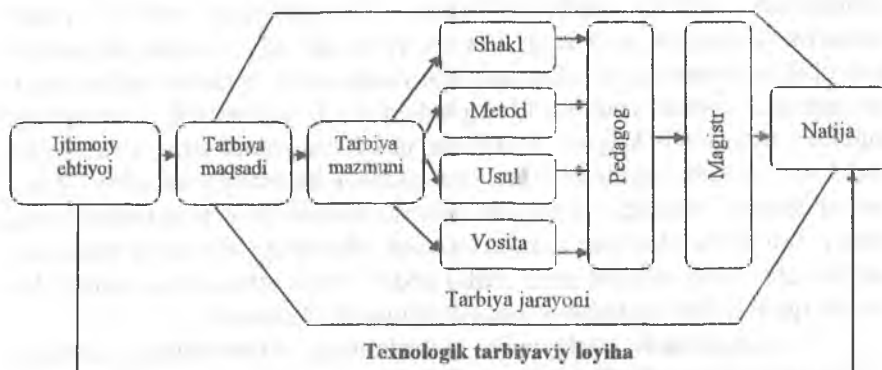 Ijtimoiy
ehtiyoj
Tarbiya
maqsadi
Tarbiya
mazmuni
Shakl
Metod
Usul
Vosita
Pedagog
Magistr
Natija
Tarbiya jarayoni
Texnologik tarbiyaviy loyiha